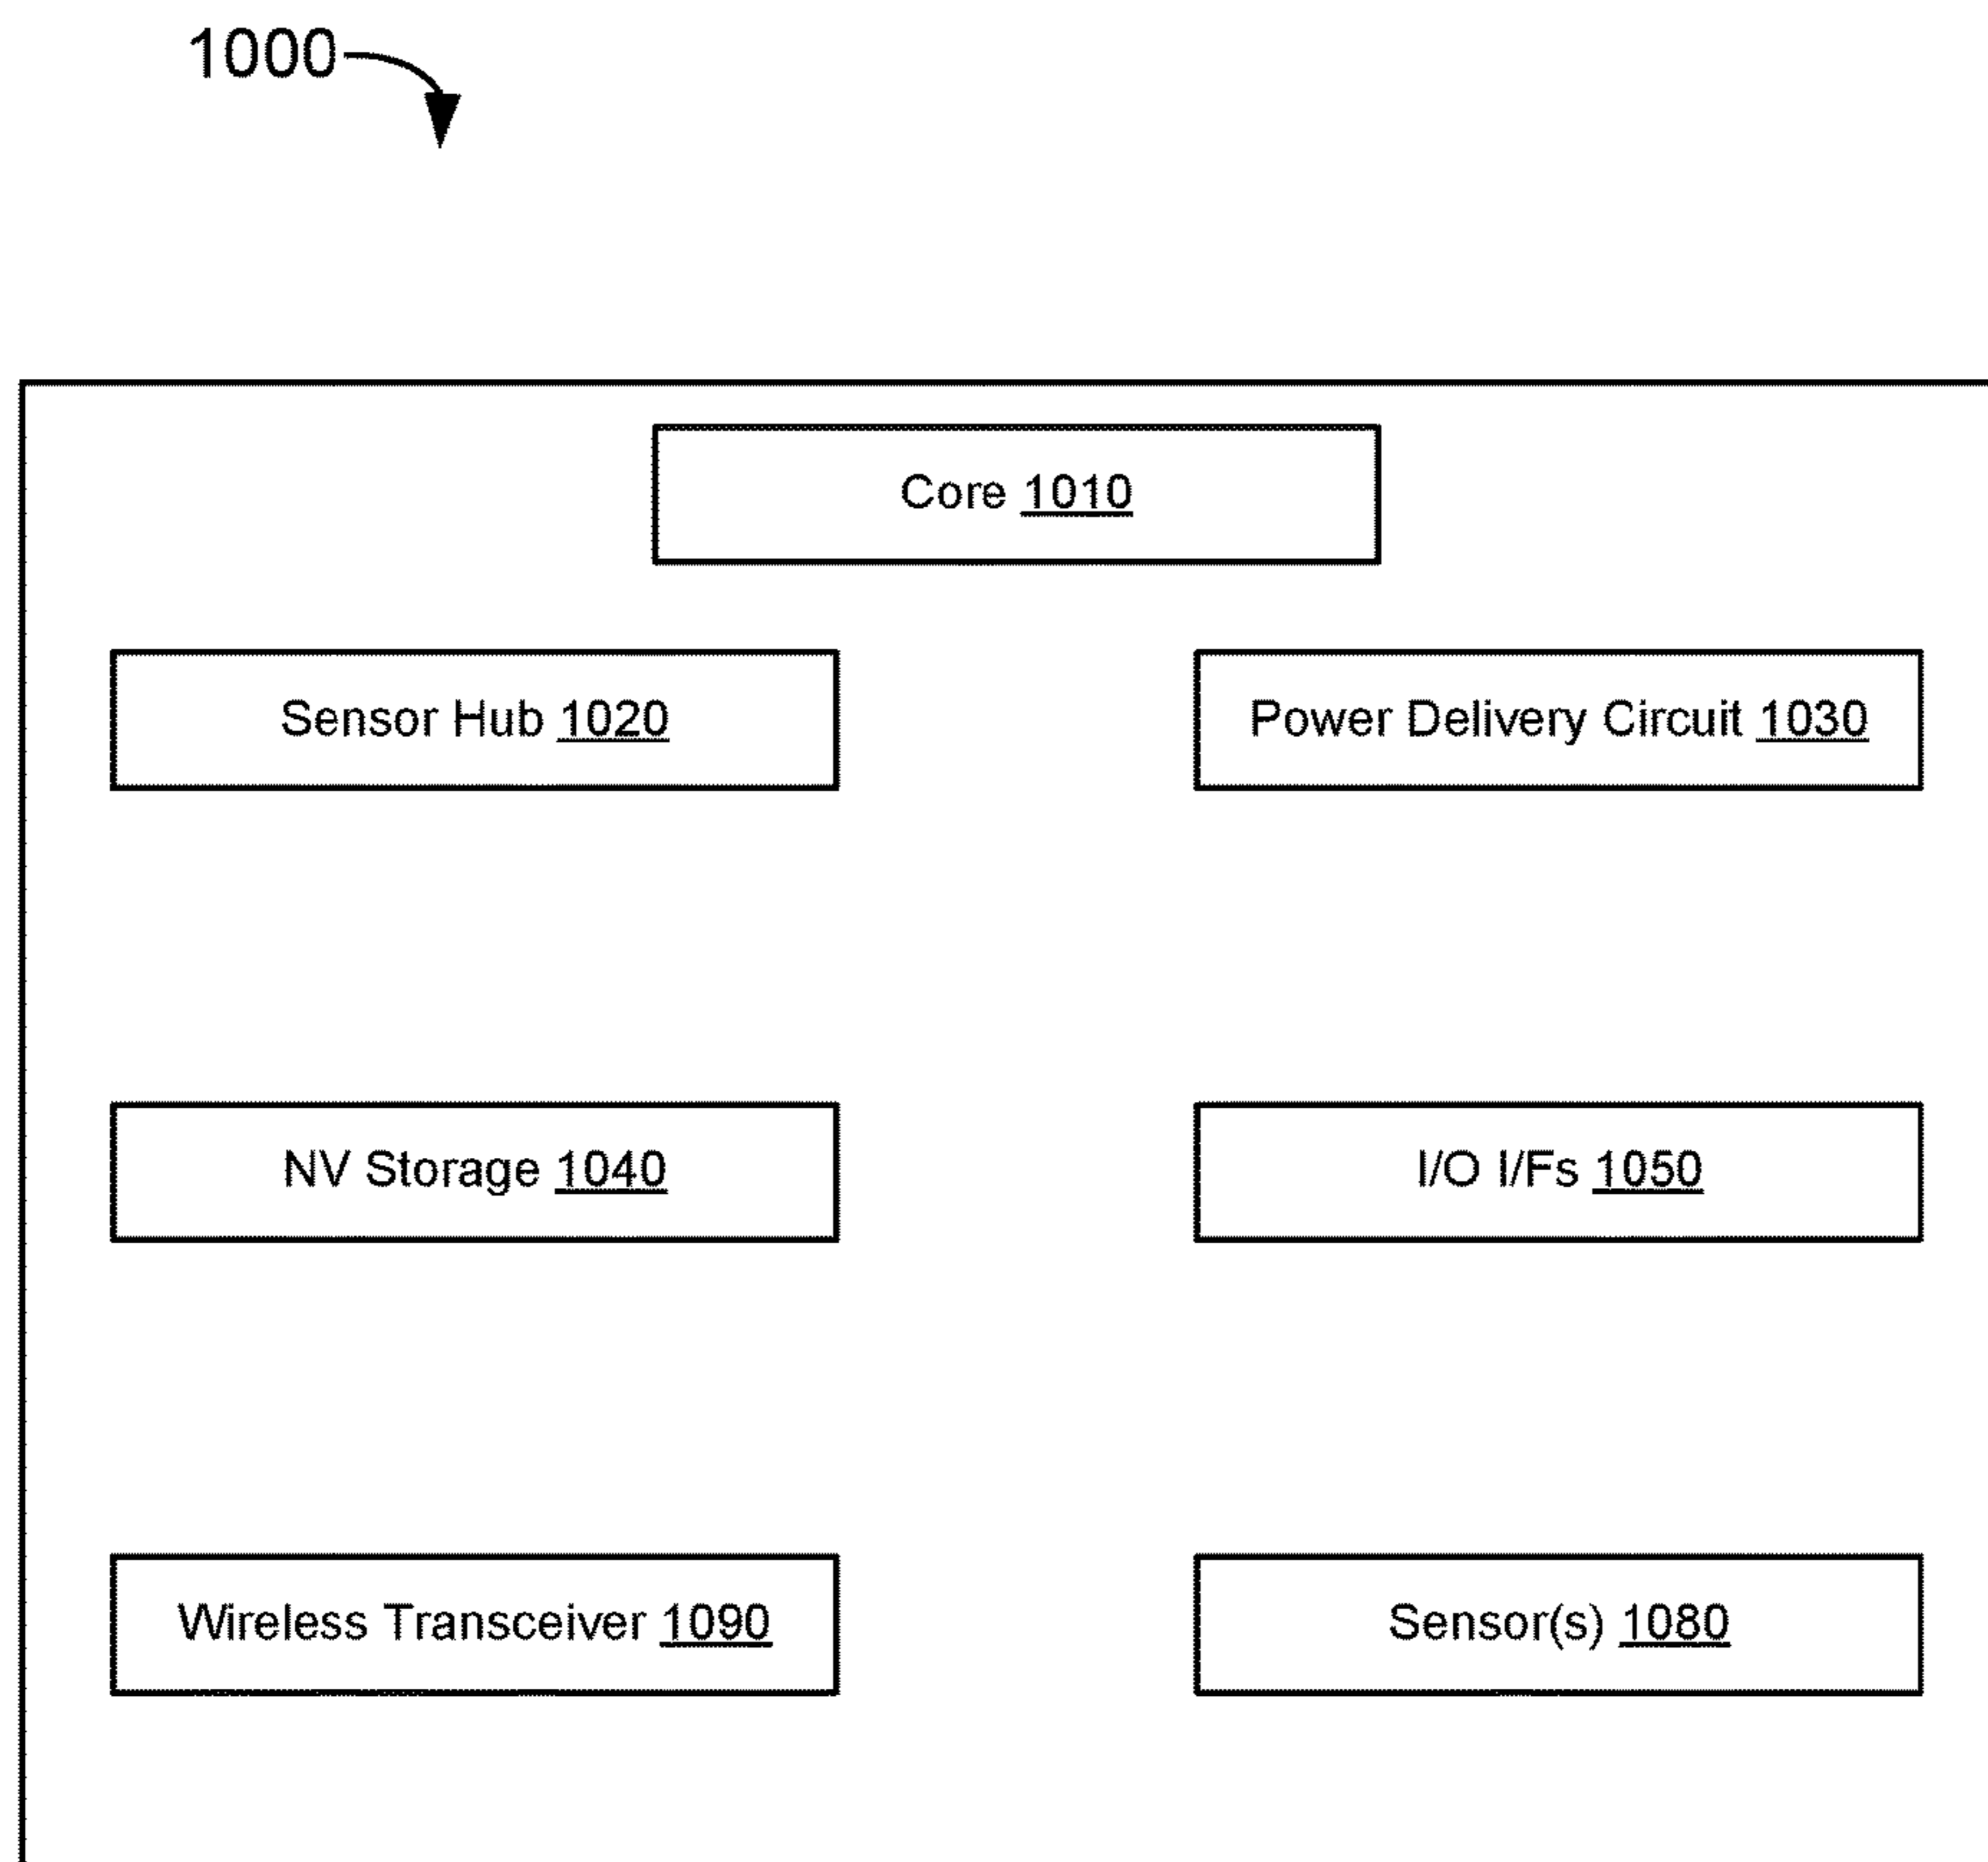 1000
Core 1010
Sensor Hub 1020
Power Delivery Circuit 1030
NV Storage 1040
I/O I/Fs 1050
Wireless Transceiver 1090
Sensor(s) 1080